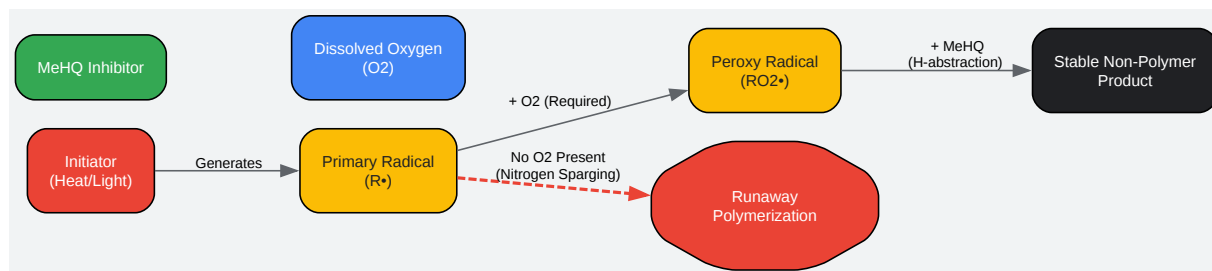 MeHQ Inhibitor
Dissolved Oxygen
(O2)
Peroxy Radical
(RO2•)
+ MeHQ
(H-abstraction)
Stable Non-Polymer
Product
+ O2 (Required)
Initiator
(Heat/Light)
Generates
Primary Radical
(R•)
No O2 Present
(Nitrogen Sparging)
Runaway
Polymerization